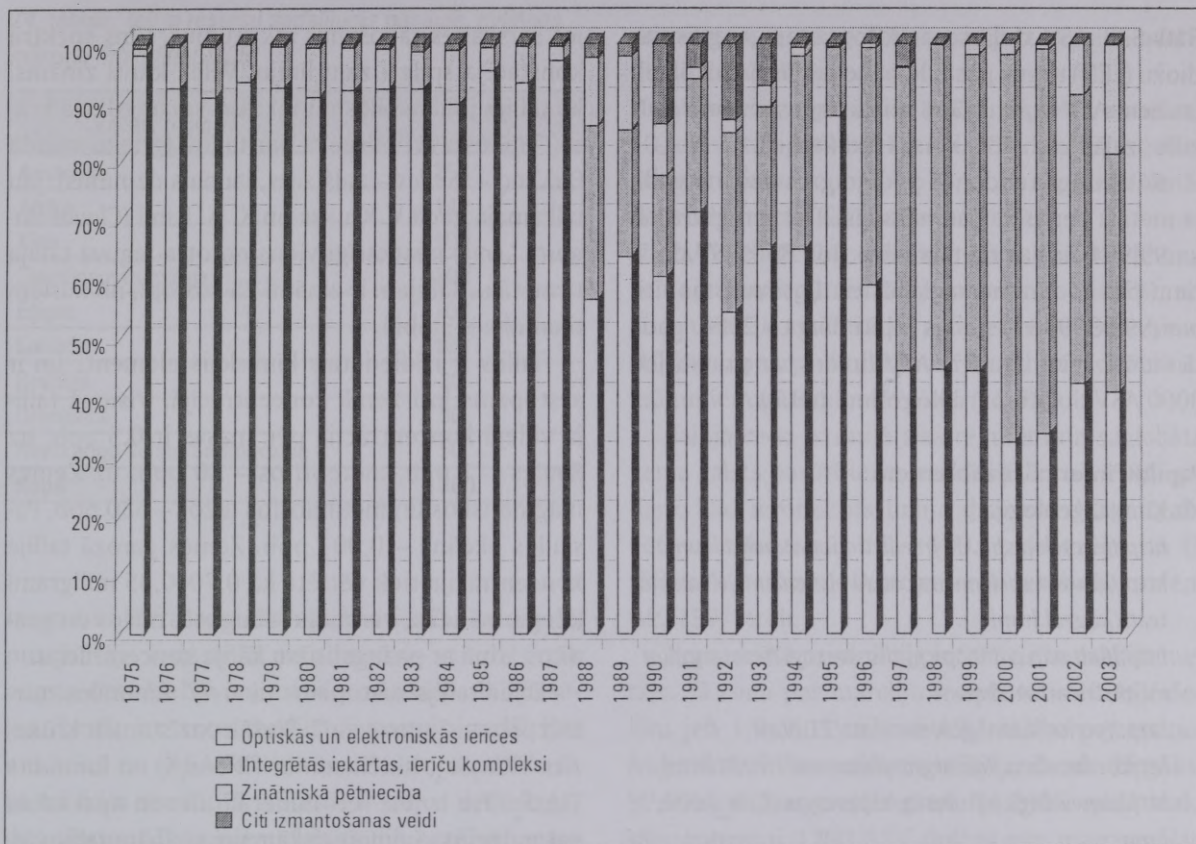 100%
90%
80%
70%
60%
50%
40%
30%
20%
10%
0%
1975 1976 1977 1978 1979 1980 1981 1982 1983 1984 1985 1986 1987 1988 1989 1990 1991 1992 1993 1994 1995 1996 1997 1998 1999 2000 2001 2002 2003
Optiskās un elektroniskās ierīces
Integrētās iekārtas, ierīču kompleksi
Zinātniskā pētniecība
Citi izmantošanas veidi